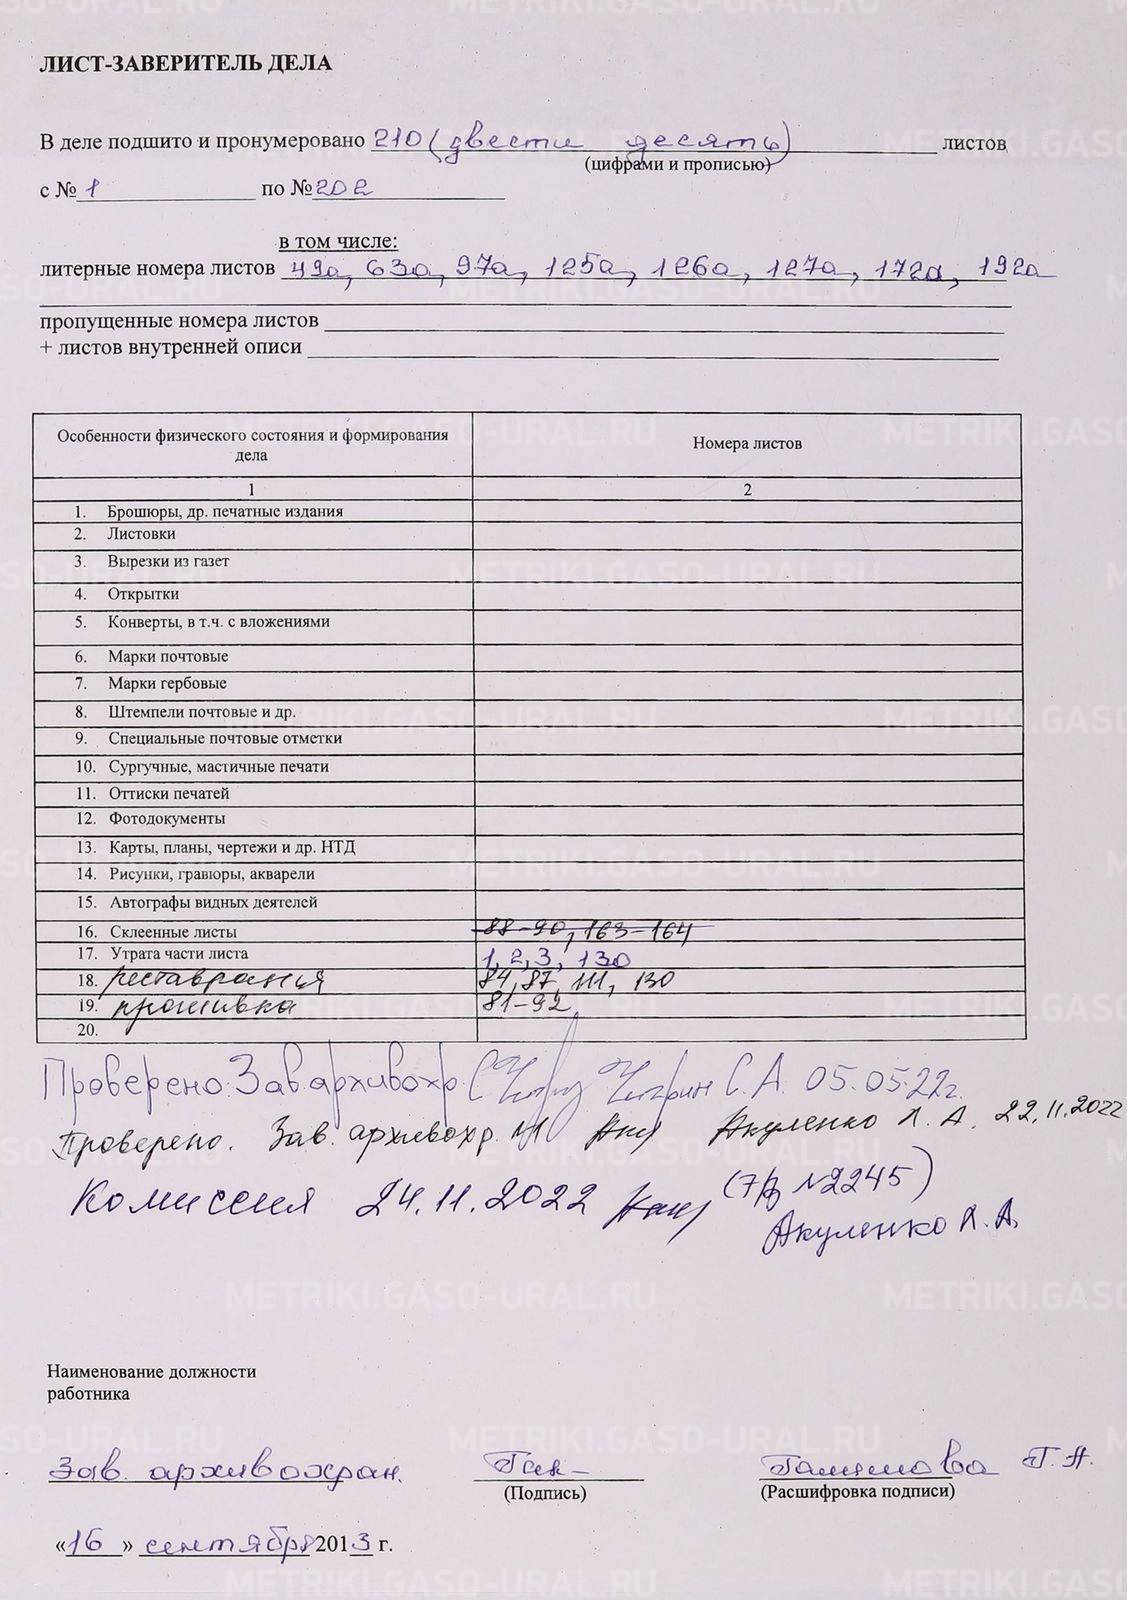 ЛИСТ-ЗАВЕРИТЕЛЬ ДЕЛА
В деле подшито и пронумеровано 210 (двести десять) листов
(цифрами и прописью)
с № 1 по № 202
в том числе:
литерные номера листов 49а, 63а, 97а, 125а, 126а, 127а, 172а, 192а
пропущенные номера листов
+ листов внутренней описи
Особенности физического состояния и формирования дела Номера листов
1 2
1. Брошюры, др. печатные издания
2. Листовки
3. Вырезки из газет
4. Открытки
5. Конверты, в т.ч. с вложениями
6. Марки почтовые
7. Марки гербовые
8. Штемпели почтовые и др.
9. Специальные почтовые отметки
10. Сургучные, мастичные печати
11. Оттиски печатей
12. Фотодокументы
13. Карты, планы, чертежи и др. НТД
14. Рисунки, гравюры, акварели
15. Автографы видных деятелей
16. Склеенные листы 88-90, 163-164
17. Утрата части листа 1, 2, 3, 130
18. реставрация 84, 87, 111, 130
19. прошивка 81-92
20.
Проверено: Зав архивохр. С.А. 05.05.22г.
Проверено. Зав. архивохр. №1 Акуленко Л. А. 22.11.2022
Комиссия 24.11.2022 (7/р №2245)
Акуленко Л. А.
Наименование должности
работника
Зав. архивохран. Галимова Г. А.
(Подпись) (Расшифровка подписи)
«16» сентября 2013 г.
METRIKI.GASO-URAL.RU